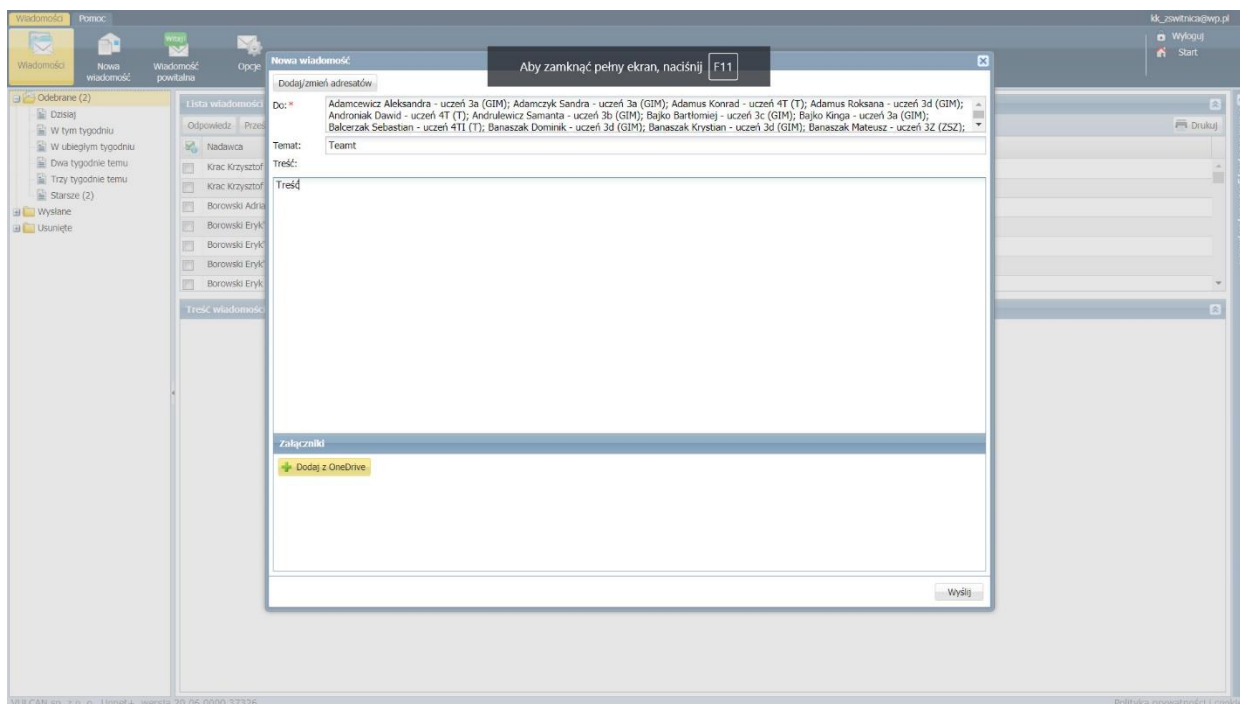 Wiadomości Pomoc kk_zswitnica@wp.pl
Wyloguj
Start
Wiadomości
Nowa wiadomość
Witaj!
Wiadomość powitalna
Opcje
Aby zamknąć pełny ekran, naciśnij F11
Odebrane (2)
Dzisiaj
W tym tygodniu
W ubiegłym tygodniu
Dwa tygodnie temu
Trzy tygodnie temu
Starsze (2)
Wysłane
Usunięte
Lista wiadomości
Odpowiedz Przes
Drukuj
Nadawca
Krac Krzysztof
Krac Krzysztof
Borowski Adria
Borowski Eryk
Borowski Eryk
Borowski Eryk
Borowski Eryk
Treść wiadomości
Nowa wiadomość
Dodaj/zmień adresatów
Do:* Adamcewicz Aleksandra - uczeń 3a (GIM); Adamczyk Sandra - uczeń 3a (GIM); Adamus Konrad - uczeń 4T (T); Adamus Roksana - uczeń 3d (GIM);
Androniak Dawid - uczeń 4T (T); Andrulewicz Samanta - uczeń 3b (GIM); Bajko Bartłomiej - uczeń 3c (GIM); Bajko Kinga - uczeń 3a (GIM);
Balcerzak Sebastian - uczeń 4TI (T); Banaszak Dominik - uczeń 3d (GIM); Banaszak Krystian - uczeń 3d (GIM); Banaszak Mateusz - uczeń 3Z (ZSZ);
Temat: Teamt
Treść:
Treść
Załączniki
Dodaj z OneDrive
Wyślij